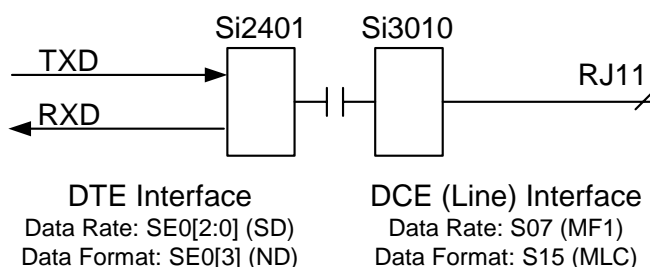 Si2401 Si3010
TXD
RJ11
RXD
DTE Interface
Data Rate: SE0[2:0] (SD)
Data Format: SE0[3] (ND)
DCE (Line) Interface
Data Rate: S07 (MF1)
Data Format: S15 (MLC)